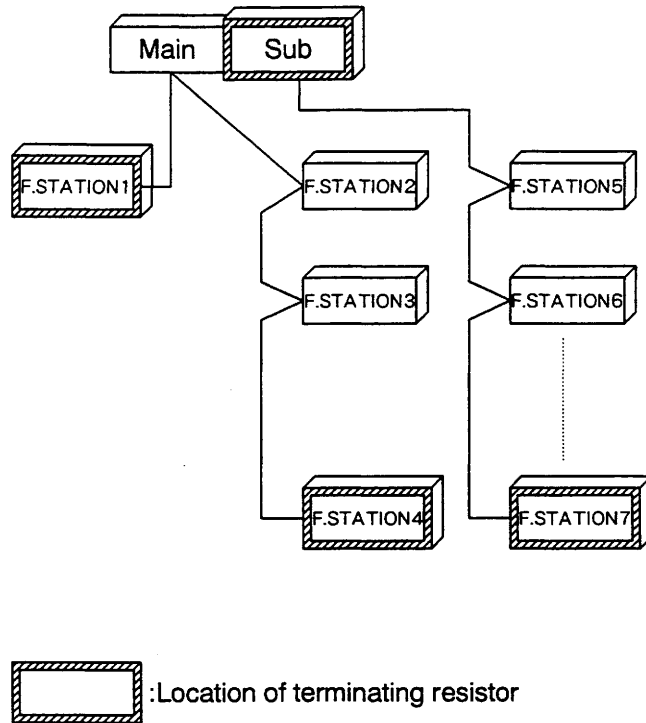 Main
Sub
F.STATION1
F.STATION2
F.STATION5
F.STATION3
F.STATION6
F.STATION4
F.STATION7
:Location of terminating resistor